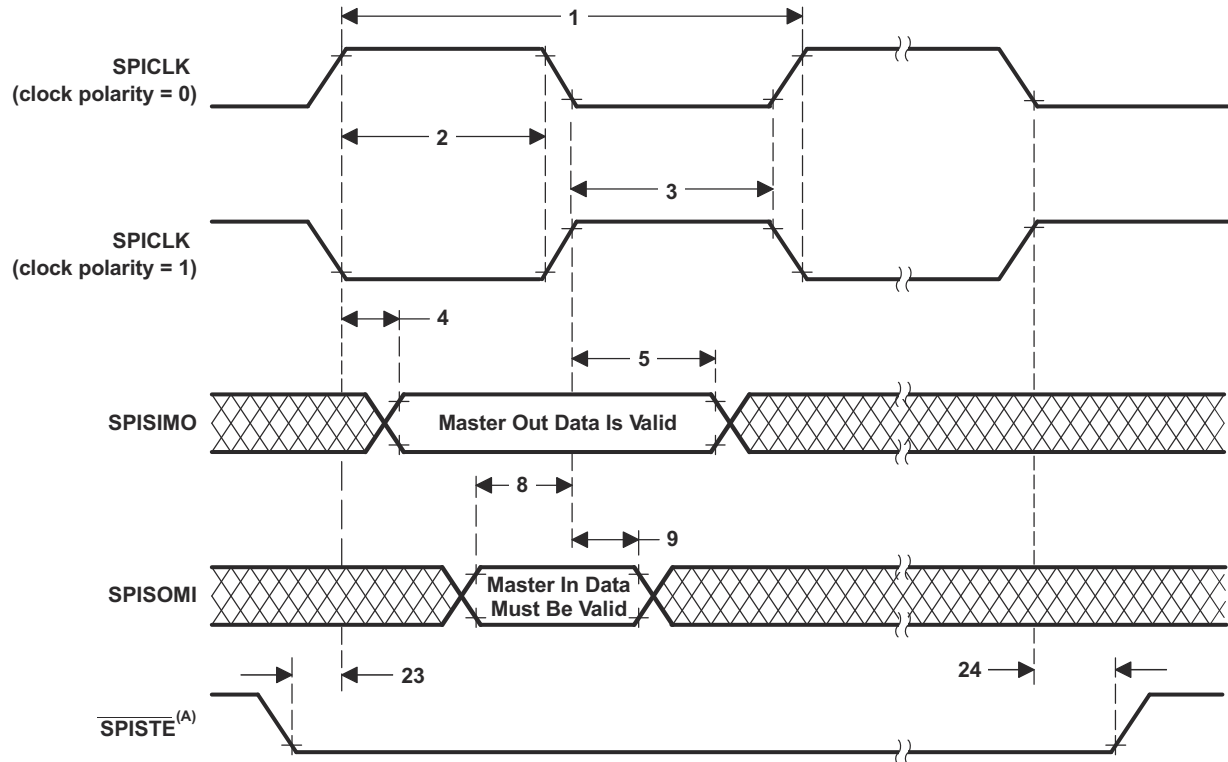 1
SPICLK
(clock polarity = 0)
2
3
SPICLK
(clock polarity = 1)
4
5
SPISIMO
Master Out Data Is Valid
8
9
SPISOMI
Master In Data
Must Be Valid
23
24
SPISTE(A)